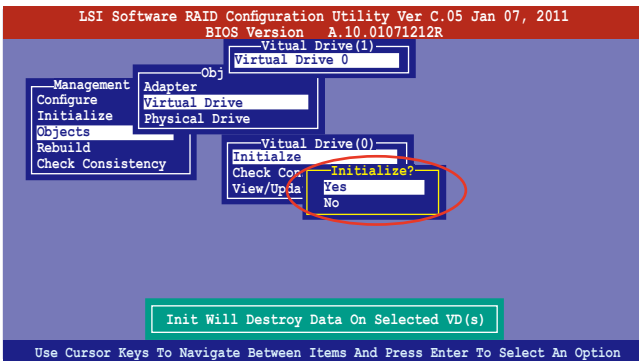 LSI Software RAID Configuration Utility Ver C.05 Jan 07, 2011
BIOS Version A.10.01071212R
Vitual Drive(1)
Virtual Drive 0
Obj
Adapter
Virtual Drive
Physical Drive
Management
Configure
Initialize
Objects
Rebuild
Check Consistency
Vitual Drive(0)
Initialze
Check Con
View/Upda
Initialize?
Yes
No
Init Will Destroy Data On Selected VD(s)
Use Cursor Keys To Navigate Between Items And Press Enter To Select An Option